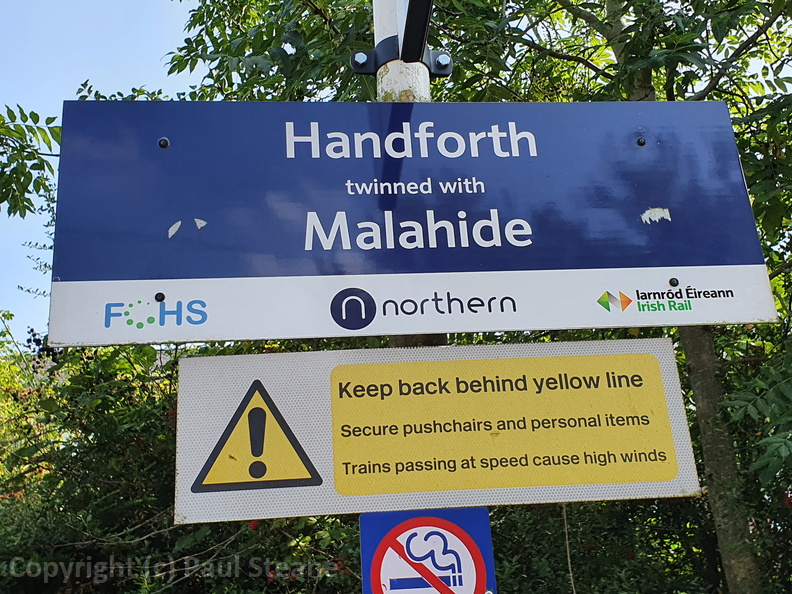 Handforth
twinned with
Malahide
FOHS
n northern
Iarnród Éireann
Irish Rail
Keep back behind yellow line
Secure pushchairs and personal items
Trains passing at speed cause high winds
Copyright (c) Paul Steane